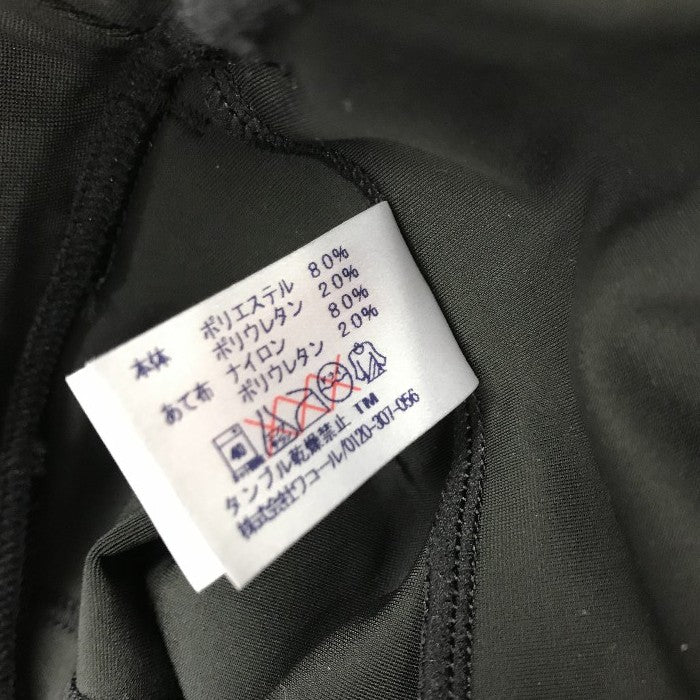 本体 ポリエステル 80%
ポリウレタン 20%
あて布 ナイロン 80%
ポリウレタン 20%
40
タンブル乾燥禁止 TM
株式会社ワコール/0120-307-056